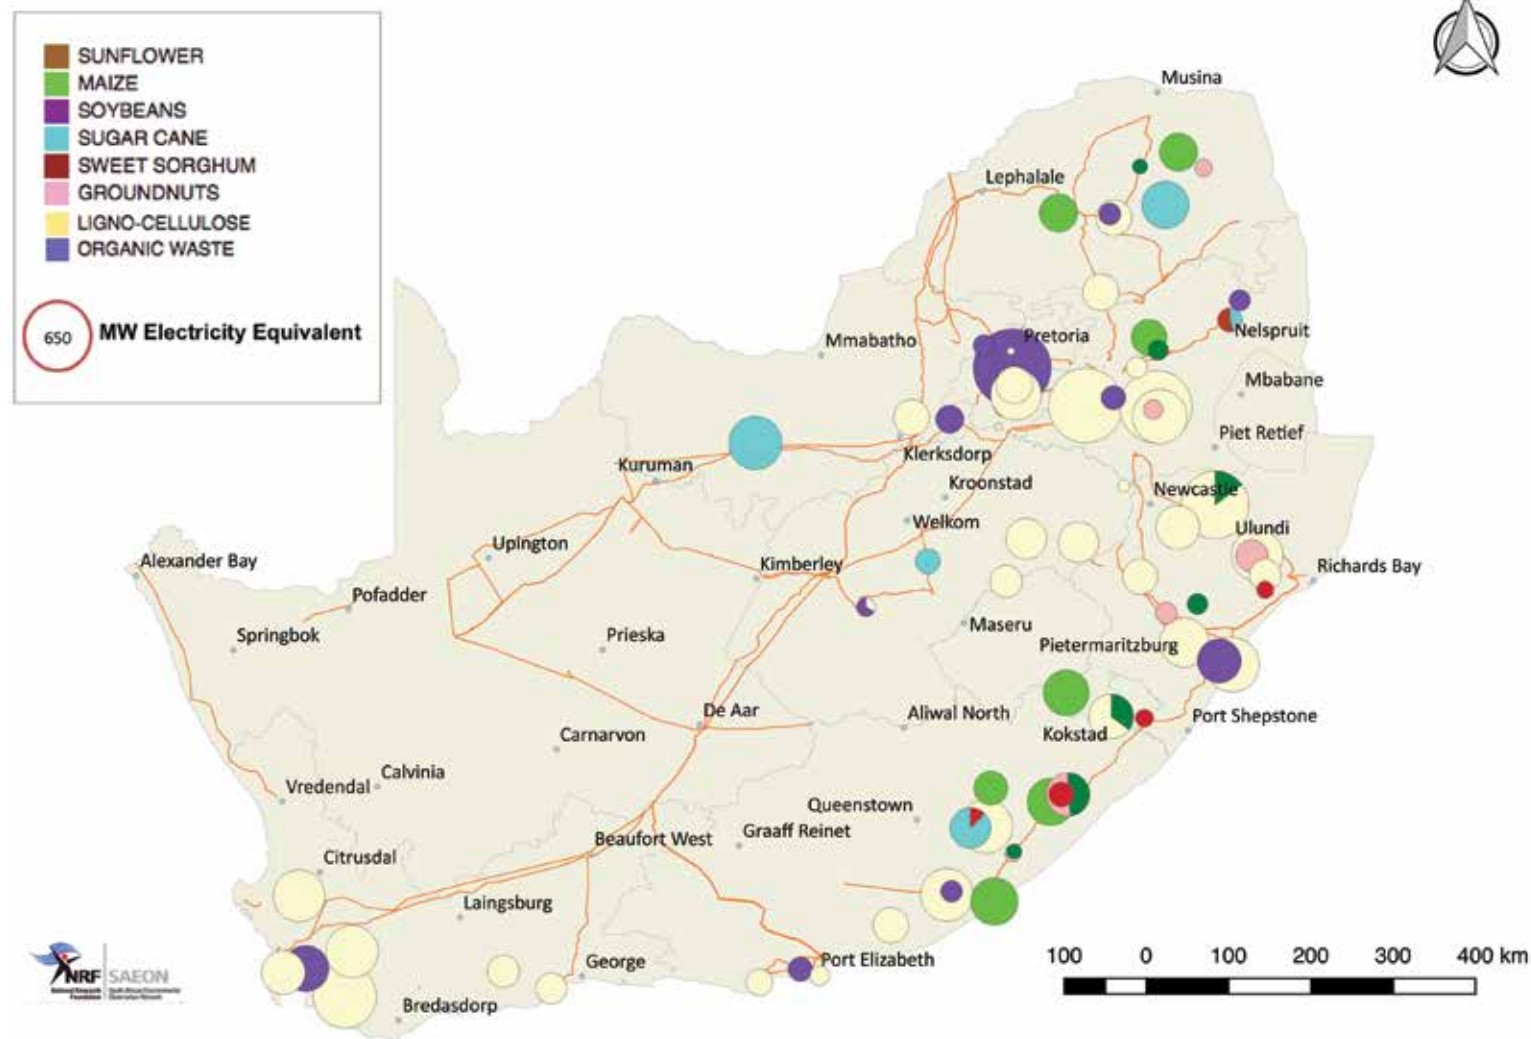 SUNFLOWER
MAIZE
SOYBEANS
SUGAR CANE
SWEET SORGHUM
GROUNDNUTS
LIGNO-CELLULOSE
ORGANIC WASTE
650 MW Electricity Equivalent
Musina
Lephalale
Mmabatho
Pretoria
Nelspruit
Mbabane
Piet Retief
Klerksdorp
Kuruman
Kroonstad
Newcastle
Welkom
Ulundi
Upington
Kimberley
Richards Bay
Alexander Bay
Pofadder
Springbok
Prieska
Maseru
Pietermaritzburg
De Aar
Aliwal North
Port Shepstone
Carnarvon
Kokstad
Calvinia
Vredendal
Queenstown
Graaff Reinet
Beaufort West
Citrusdal
Laingsburg
George
Port Elizabeth
Bredasdorp
NRF SAEON
100 0 100 200 300 400 km